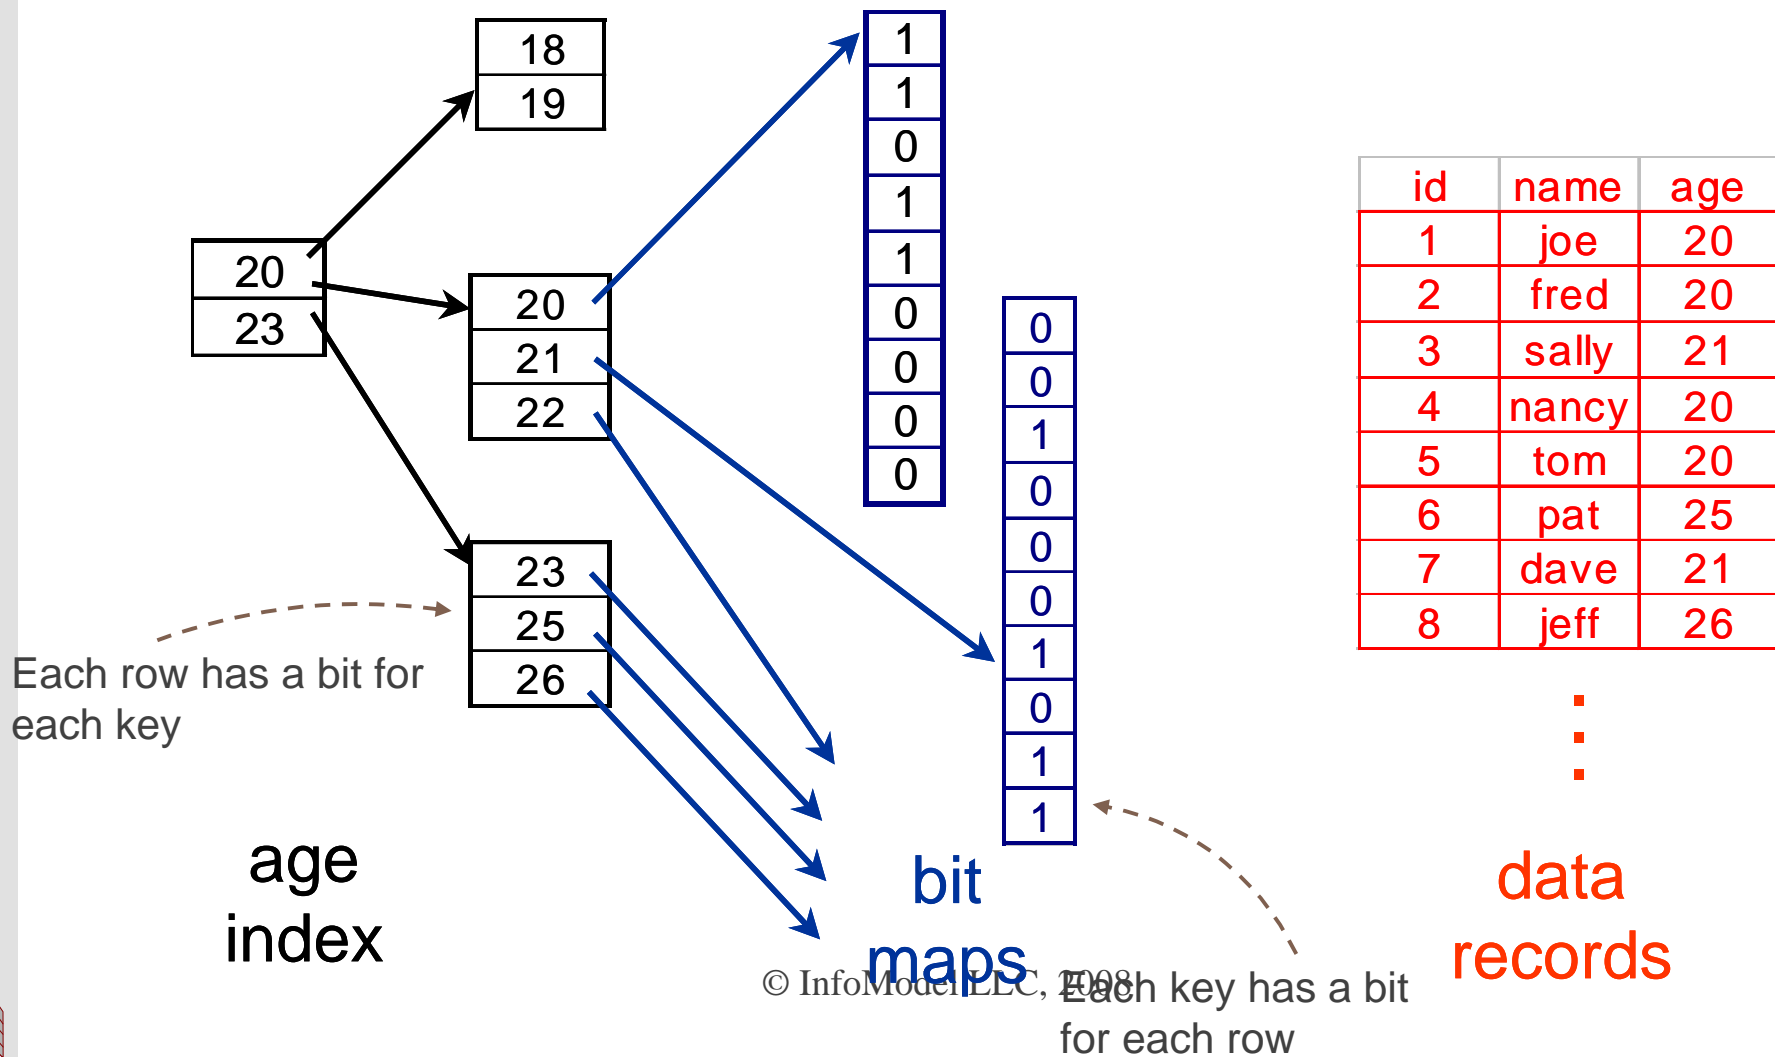 18
19
20
23
20
21
22
23
25
26
Each row has a bit for
each key
age
index
1
1
0
1
1
0
0
0
0
0
0
1
0
0
0
1
0
1
1
bit
maps
id name age
1 joe 20
2 fred 20
3 sally 21
4 nancy 20
5 tom 20
6 pat 25
7 dave 21
8 jeff 26
data
records
© InfoModel LLC, 2008
Each key has a bit
for each row